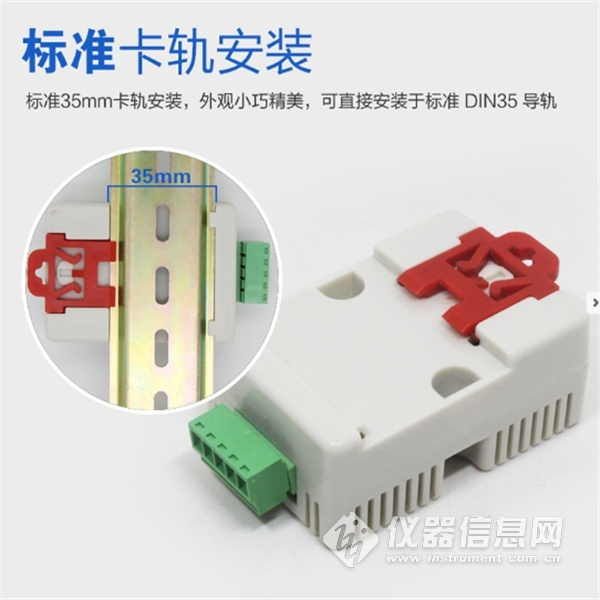 标准卡轨安装
标准35mm卡轨安装，外观小巧精美，可直接安装于标准 DIN35 导轨
35mm
仪器信息网
www.instrument.com.cn